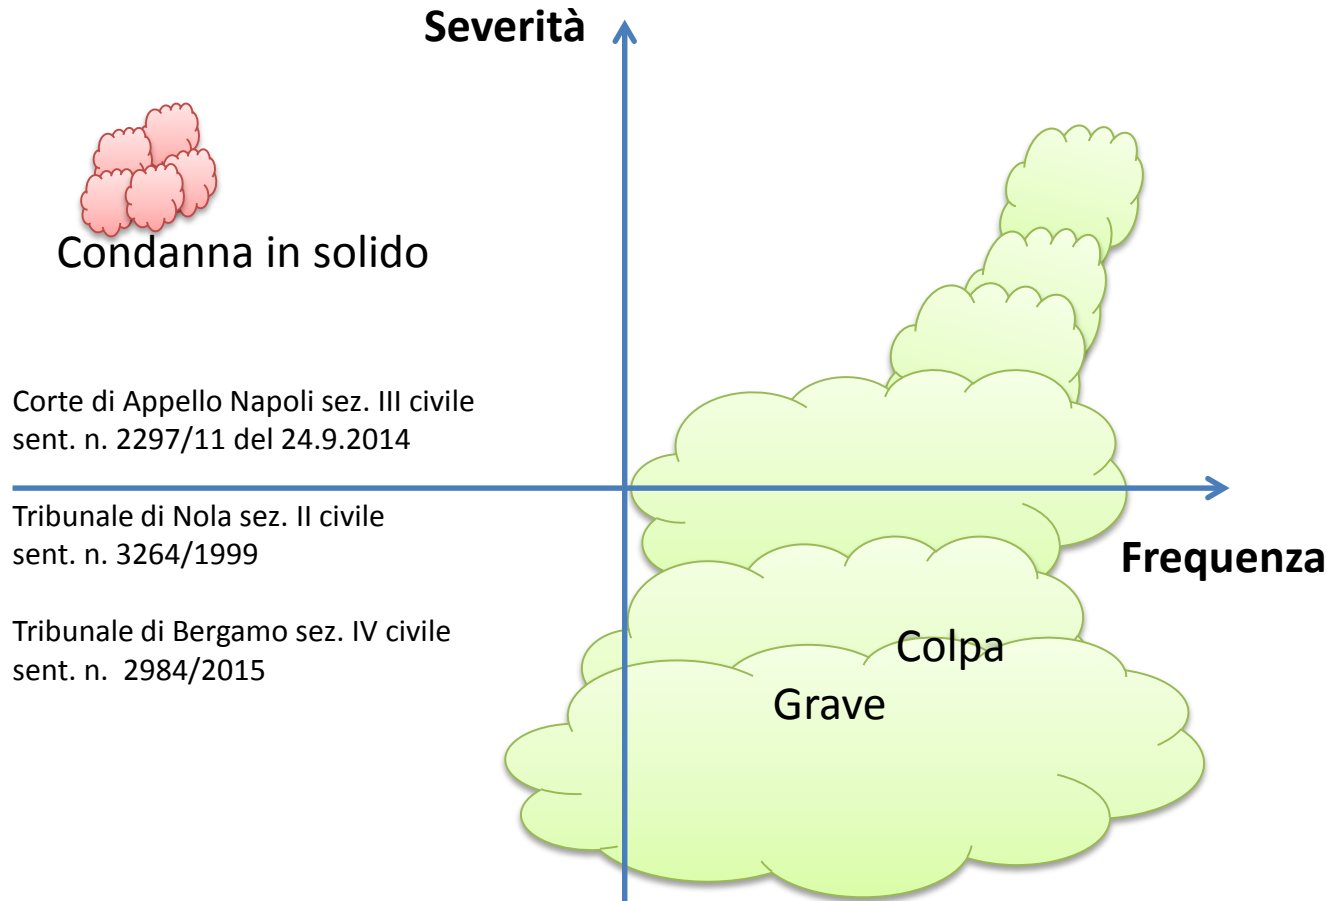 Severità
Condanna in solido
Corte di Appello Napoli sez. III civile
sent. n. 2297/11 del 24.9.2014
Tribunale di Nola sez. II civile
sent. n. 3264/1999
Frequenza
Tribunale di Bergamo sez. IV civile
sent. n.  2984/2015
Colpa
Grave